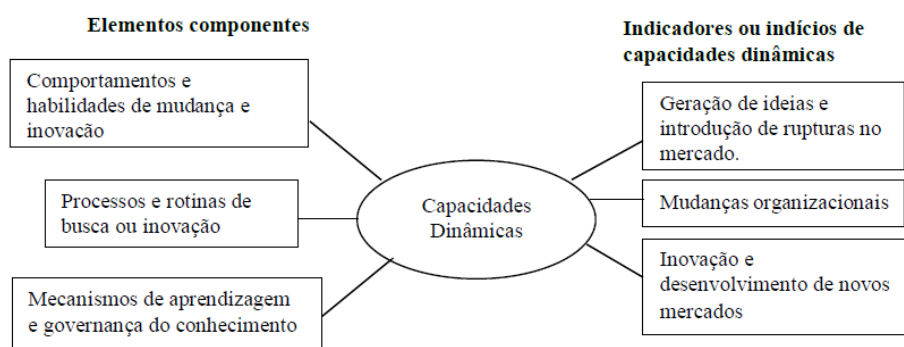 Elementos componentes
Comportamentos e
habilidades de mudança e
inovação
Processos e rotinas de
busca ou inovação
Mecanismos de aprendizagem
e governança do conhecimento
Capacidades
Dinâmicas
Indicadores ou indícios de
capacidades dinâmicas
Geração de ideias e
introdução de rupturas no
mercado.
Mudanças organizacionais
Inovação e
desenvolvimento de novos
mercados